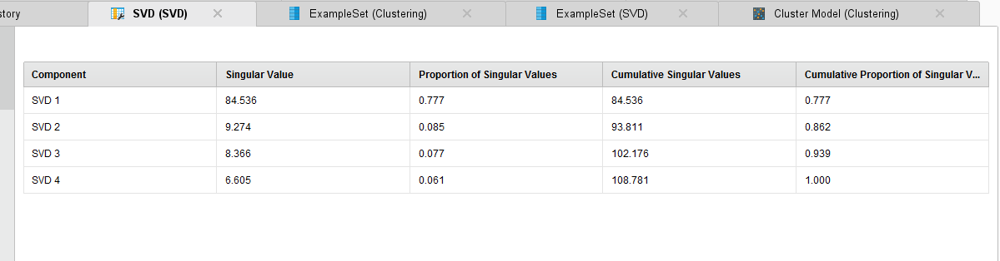 story SVD (SVD) ExampleSet (Clustering) ExampleSet (SVD) Cluster Model (Clustering)
Component Singular Value Proportion of Singular Values Cumulative Singular Values Cumulative Proportion of Singular V...
SVD 1 84.536 0.777 84.536 0.777
SVD 2 9.274 0.085 93.811 0.862
SVD 3 8.366 0.077 102.176 0.939
SVD 4 6.605 0.061 108.781 1.000